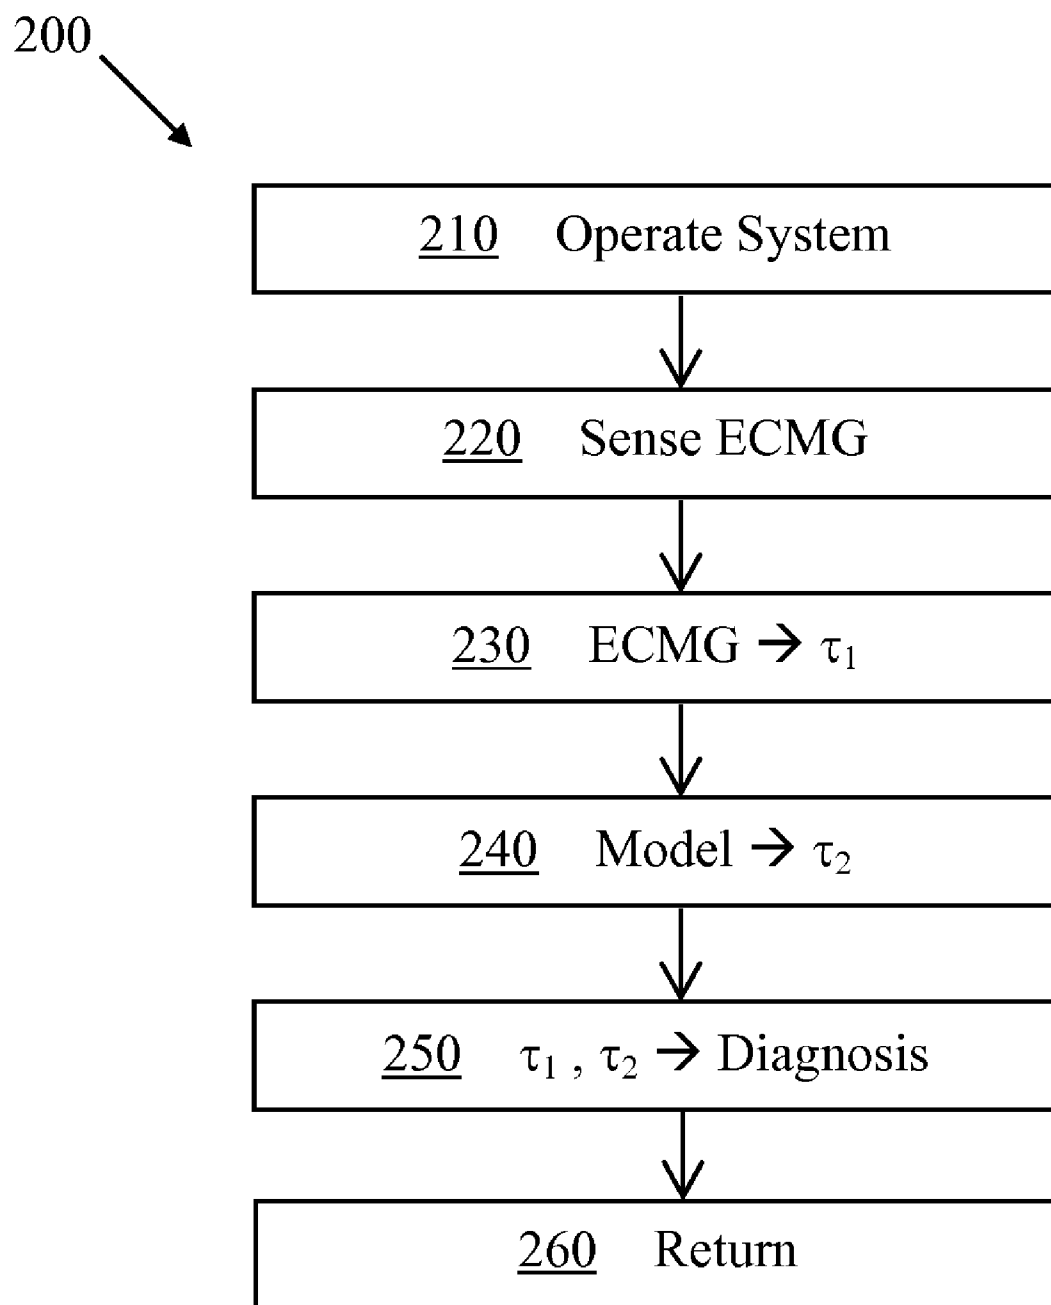 200
210 Operate System
220 Sense ECMG
230 ECMG → τ₁
240 Model → τ₂
250 τ₁ , τ₂ → Diagnosis
260 Return